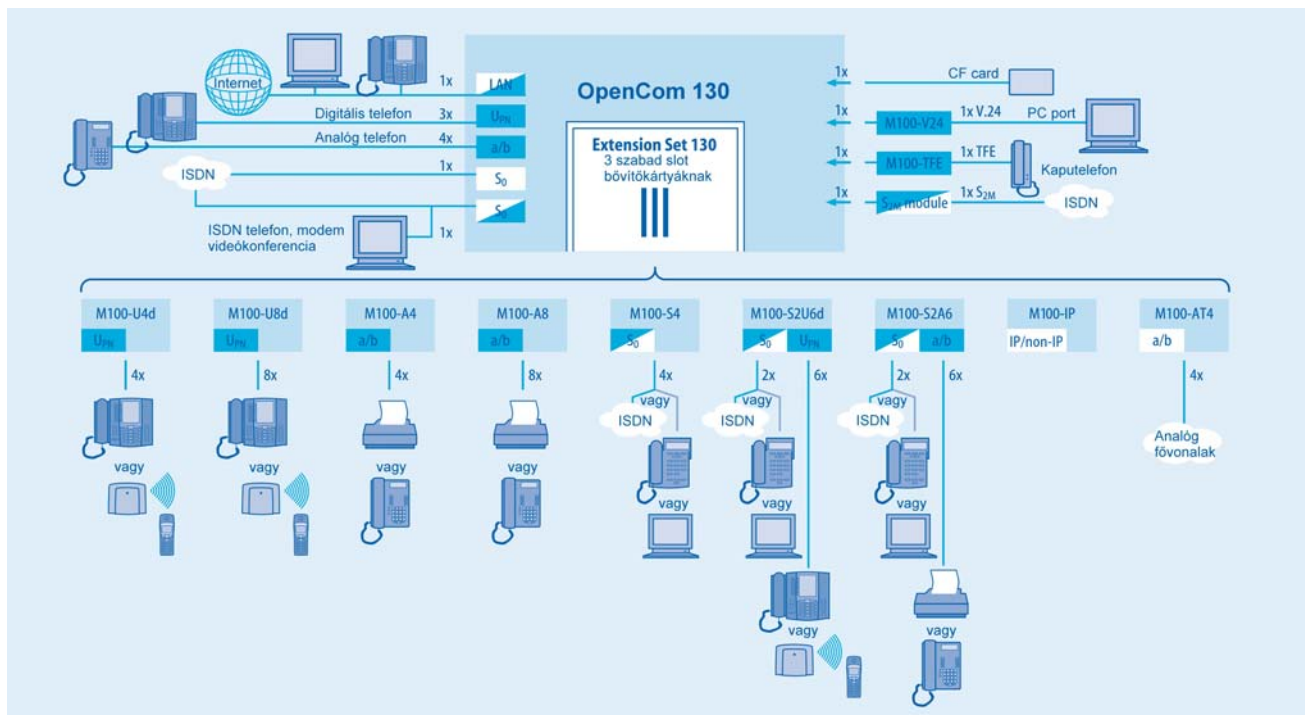 Internet
1x
LAN
Digitális telefon
3x
UPN
Analóg telefon
4x
a/b
1x
ISDN
S0
S0
ISDN telefon, modem
videókonferencia
1x
OpenCom 130
Extension Set 130
3 szabad slot
bővítőkártyáknak
1x
CF card
1x
M100-V24
1x V.24
PC port
1x
M100-TFE
1x TFE
Kaputelefon
1x
S2M module
1x S2M
ISDN
M100-U4d
UPN
4x
vagy
M100-U8d
UPN
8x
vagy
M100-A4
a/b
4x
vagy
M100-A8
a/b
8x
vagy
M100-S4
S0
4x
vagy
ISDN
vagy
M100-S2U6d
S0
UPN
2x
6x
vagy
ISDN
vagy
vagy
M100-S2A6
S0
a/b
2x
6x
vagy
ISDN
vagy
vagy
M100-IP
IP/non-IP
M100-AT4
a/b
4x
Analóg
fővonalak